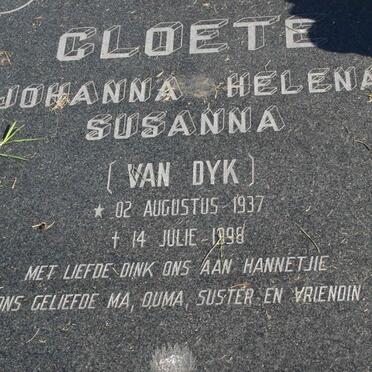 CLOETE
JOHANNA HELENA
SUSANNA
(VAN DYK)
* 02 AUGUSTUS 1937
† 14 JULIE 1998
MET LIEFDE DINK ONS AAN HANNETJIE
ONS GELIEFDE MA, OUMA, SUSTER EN VRIENDIN.